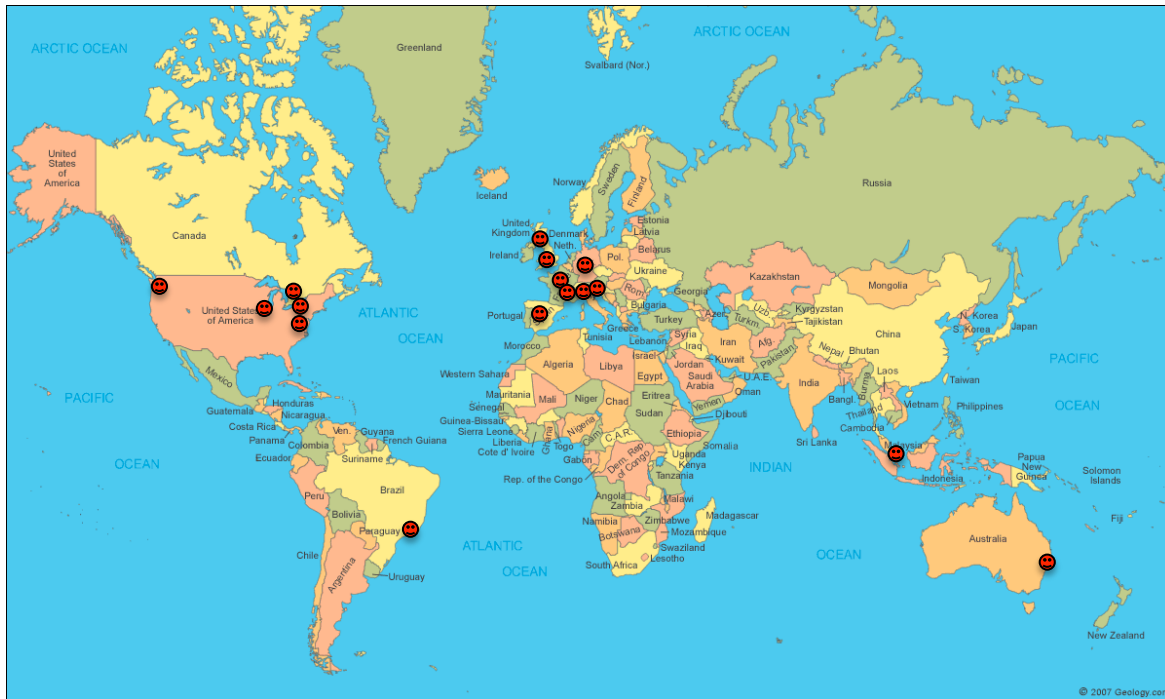 ARCTIC OCEAN
ARCTIC OCEAN
Greenland
Svalbard (Nor.)
United
States
of
America
Canada
Russia
Iceland
Norway
Sweden
Finland
United
Kingdom
Denmark
Estonia
Latvia
Ireland
Neth.
Belarus
Pol.
Ukraine
Kazakhstan
Mongolia
United States
of America
ATLANTIC
OCEAN
Portugal
Rom.
Bulgaria
Georgia
Azer.
Uzb.
Turkm.
Kyrgyzstan
Tajikistan
China
N. Korea
S. Korea
Japan
Greece
Turkey
Tunisia
Lebanon
Syria
Iraq
Iran
Afg.
Pakistan
Nepal
Bhutan
Morocco
Israel
Jordan
Kuwait
PACIFIC
OCEAN
Mexico
Western Sahara
Algeria
Libya
Egypt
Saudi
Arabia
U.A.E.
Oman
India
Bangl.
Burma
Laos
Taiwan
PACIFIC
OCEAN
Honduras
Guatemala
Nicaragua
Costa Rica
Panama
Mauritania
Mali
Niger
Chad
Eritrea
Sudan
Yemen
Djibouti
Thailand
Vietnam
Cambodia
Philippines
Senegal
Guinea-Bissau
Sierra Leone
Liberia
Cote d' Ivoire
Ghana
Togo
Nigeria
Cam.
C.A.R.
Ethiopia
Somalia
Sri Lanka
Malaysia
Ven.
Guyana
French Guiana
Colombia
Suriname
Ecuador
Gabon
Rep. of the Congo
Dem. Rep
of Congo
Uganda
Kenya
Tanzania
INDIAN
OCEAN
Indonesia
Papua
New
Guinea
Solomon
Islands
Peru
Brazil
Bolivia
Paraguay
Chile
Argentina
Uruguay
ATLANTIC
OCEAN
Angola
Zambia
Malawi
Namibia
Zimbabwe
Botswana
Mozambique
Madagascar
Swaziland
Lesotho
South Africa
Australia
Fiji
New Zealand
© 2007 Geology.com